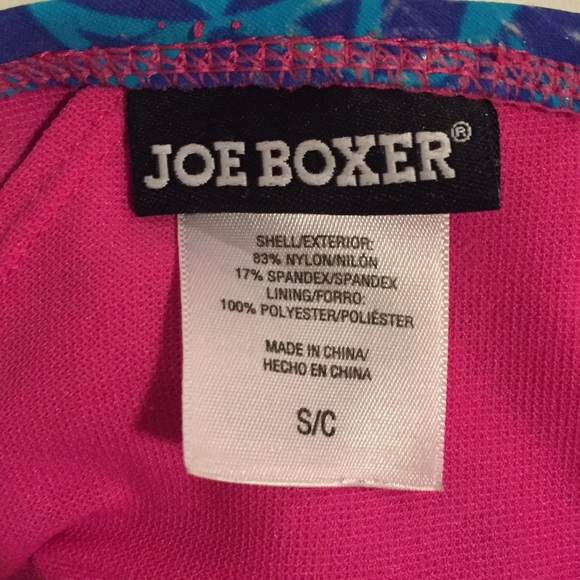 JOE BOXER®
SHELL/EXTERIOR:
83% NYLON/NILÓN
17% SPANDEX/SPANDEX
LINING/FORRO:
100% POLYESTER/POLIÉSTER
MADE IN CHINA/
HECHO EN CHINA
S/C